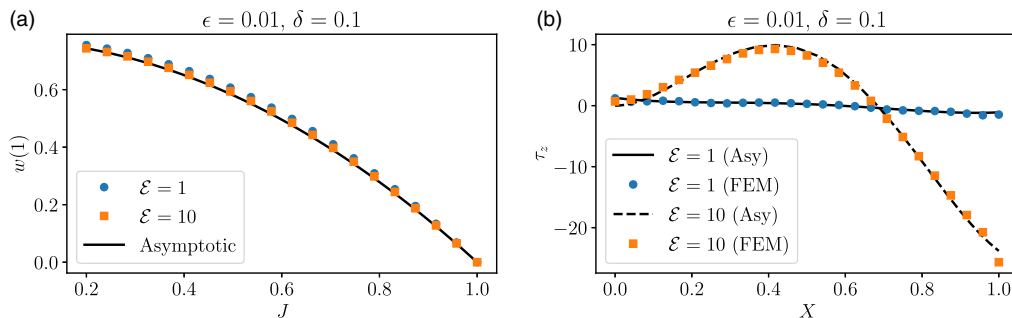 (a)
ϵ = 0.01, δ = 0.1
w(1)
0.6
0.4
0.2
0.0
ℰ = 1
ℰ = 10
Asymptotic
0.2 0.4 0.6 0.8 1.0
J
(b)
ϵ = 0.01, δ = 0.1
τz
10
0
−10
−20
ℰ = 1 (Asy)
ℰ = 1 (FEM)
ℰ = 10 (Asy)
ℰ = 10 (FEM)
0.0 0.2 0.4 0.6 0.8 1.0
X